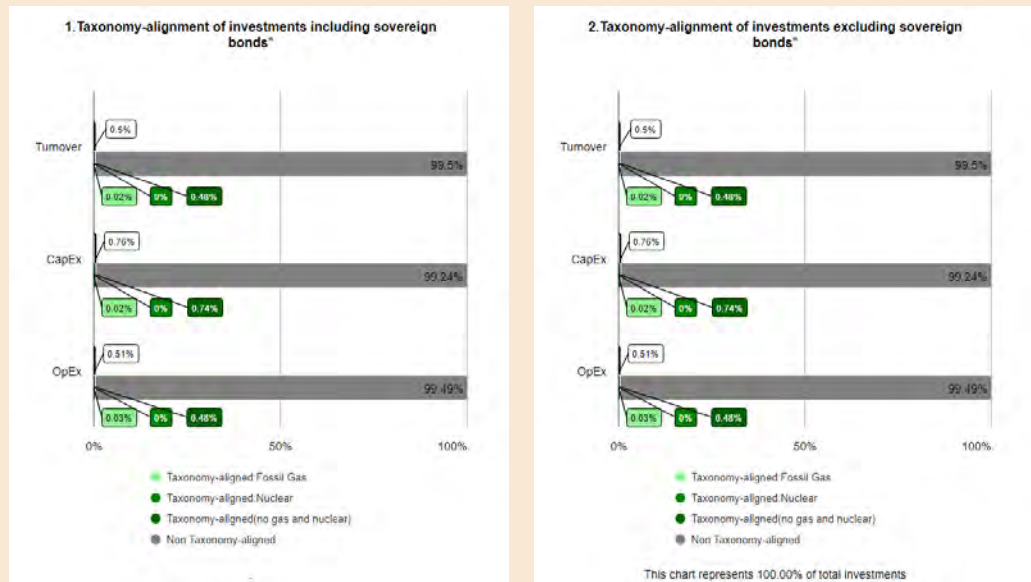 1.Taxonomy-alignment of investments including sovereign
bonds*
0.5%
Turnover
99.5%
0.02%
0%
0.48%
0.76%
CapEx
99.24%
0.02%
0%
0.74%
0.51%
OpEx
99.49%
0.03%
0%
0.48%
0%
50%
100%
Taxonomy-aligned:Fossil Gas
Taxonomy-aligned:Nuclear
Taxonomy-aligned(no gas and nuclear)
Non Taxonomy-aligned
2.Taxonomy-alignment of investments excluding sovereign
bonds*
0.5%
Turnover
99.5%
0.02%
0%
0.48%
0.76%
CapEx
99.24%
0.02%
0%
0.74%
0.51%
OpEx
99.49%
0.03%
0%
0.48%
0%
50%
100%
Taxonomy-aligned:Fossil Gas
Taxonomy-aligned:Nuclear
Taxonomy-aligned(no gas and nuclear)
Non Taxonomy-aligned
This chart represents 100.00% of total investments